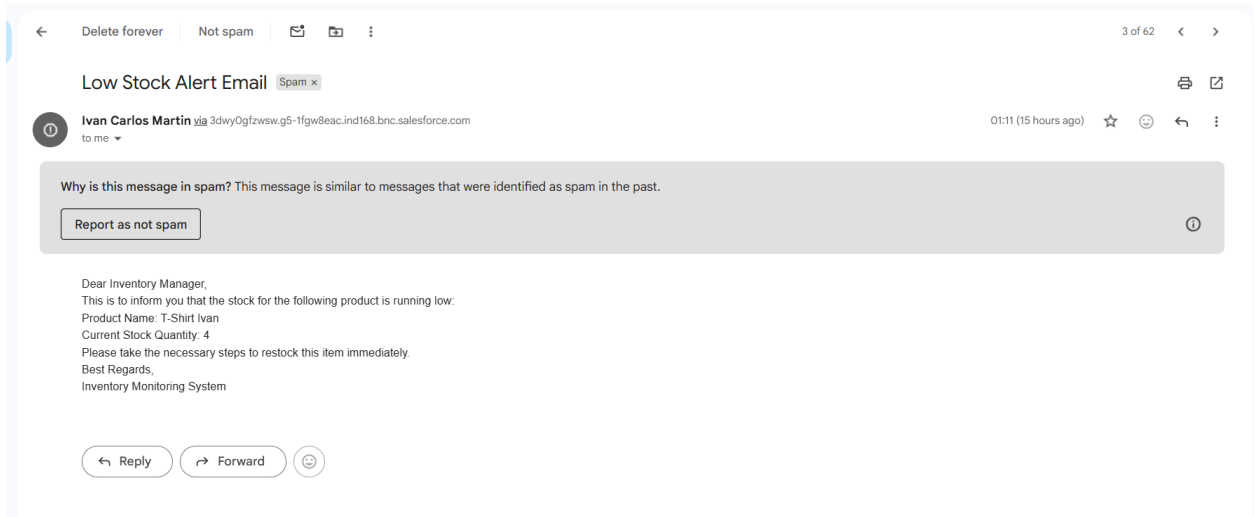 Delete forever Not spam 3 of 62
Low Stock Alert Email Spam ×
Ivan Carlos Martin via 3dwy0gfzwsw.g5-1fgw8eac.ind168.bnc.salesforce.com 01:11 (15 hours ago)
to me
Why is this message in spam? This message is similar to messages that were identified as spam in the past.
Report as not spam
Dear Inventory Manager,
This is to inform you that the stock for the following product is running low:
Product Name: T-Shirt Ivan
Current Stock Quantity: 4
Please take the necessary steps to restock this item immediately.
Best Regards,
Inventory Monitoring System
Reply Forward